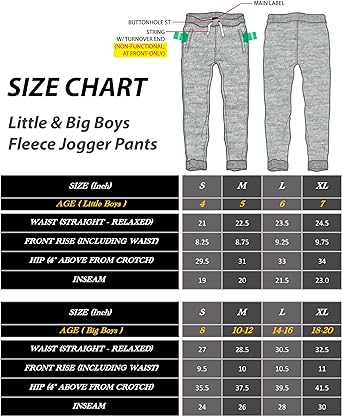 MAIN LABEL
BUTTONHOLE ST.
STRING
W/TURNOVER END
(NON-FUNCTIONAL;
AT FRONT-ONLY)
SIZE CHART
Little & Big Boys
Fleece Jogger Pants
SIZE (Inch) S M L XL
AGE ( Little Boys) 4 5 6 7
WAIST (STRAIGHT - RELAXED) 21 22.5 23.5 24.5
FRONT RISE (INCLUDING WAIST) 8.25 8.75 9.25 9.75
HIP (4" ABOVE FROM CROTCH) 29.5 31 33 34
INSEAM 19 20 21.5 23.0
SIZE (Inch) S M L XL
AGE ( Big Boys ) 8 10-12 14-16 18-20
WAIST (STRAIGHT - RELAXED) 27 28.5 30.5 32.5
FRONT RISE (INCLUDING WAIST) 9.5 10 10.5 11
HIP (4" ABOVE FROM CROTCH) 35.5 37.5 39.5 41.5
INSEAM 24 26 28 30